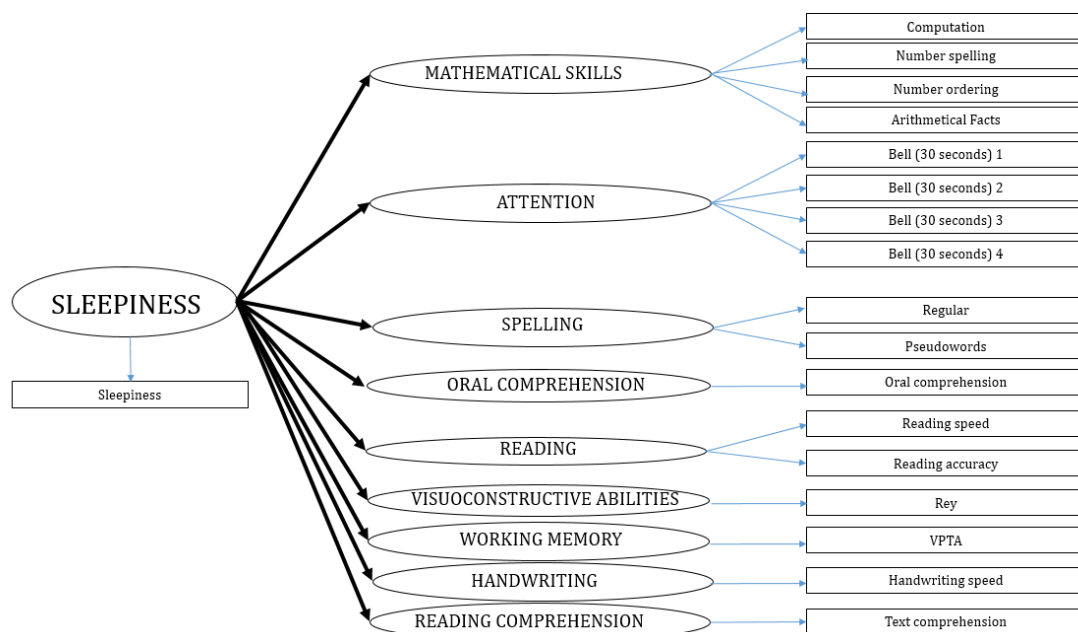 Computation
MATHEMATICAL SKILLS
Number spelling
Number ordering
Arithmetical Facts
Bell (30 seconds) 1
Bell (30 seconds) 2
ATTENTION
Bell (30 seconds) 3
Bell (30 seconds) 4
SLEEPINESS
Sleepiness
SPELLING
Regular
Pseudowords
ORAL COMPREHENSION
Oral comprehension
READING
Reading speed
Reading accuracy
VISUOCONSTRUCTIVE ABILITIES
Rey
WORKING MEMORY
VPTA
HANDWRITING
Handwriting speed
READING COMPREHENSION
Text comprehension